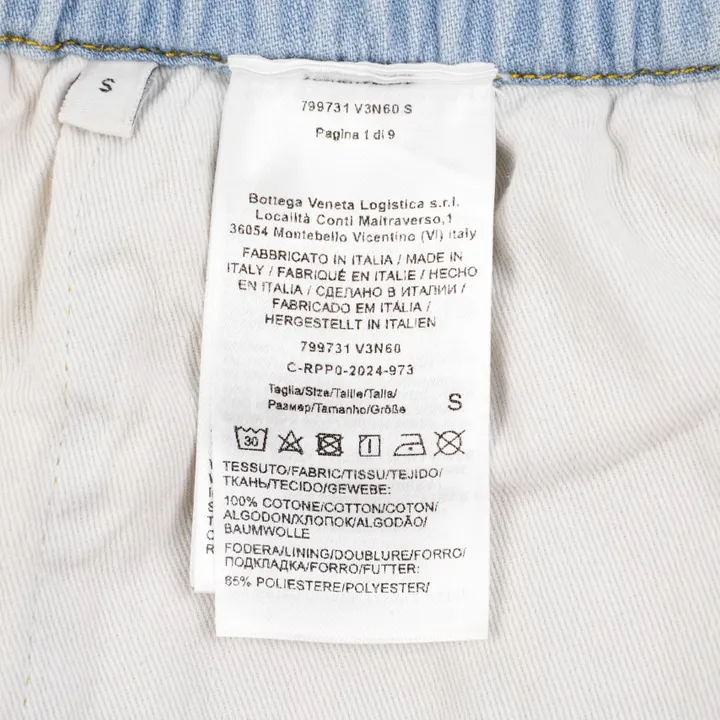 S
799731 V3N60 S
Pagina 1 di 9
Bottega Veneta Logistica s.r.l.
Località Conti Maltraverso,1
36054 Montebello Vicentino (VI) Italy
FABBRICATO IN ITALIA / MADE IN
ITALY / FABRIQUÉ EN ITALIE / HECHO
EN ITALIA / СДЕЛАНО В ИТАЛИИ /
FABRICADO EM ITÁLIA /
HERGESTELLT IN ITALIEN
799731 V3N60
C-RPP0-2024-973
Taglia/Size/Taille/Talla/
Размер/Tamanho/Größe S
30
TESSUTO/FABRIC/TISSU/TEJIDO/
ТКАНЬ/TECIDO/GEWEBE:
100% COTONE/COTTON/COTON/
ALGODON/ХЛОПОК/ALGODÃO/
BAUMWOLLE
FODERA/LINING/DOUBLURE/FORRO/
ПОДКЛАДКА/FORRO/FUTTER:
65% POLIESTERE/POLYESTER/